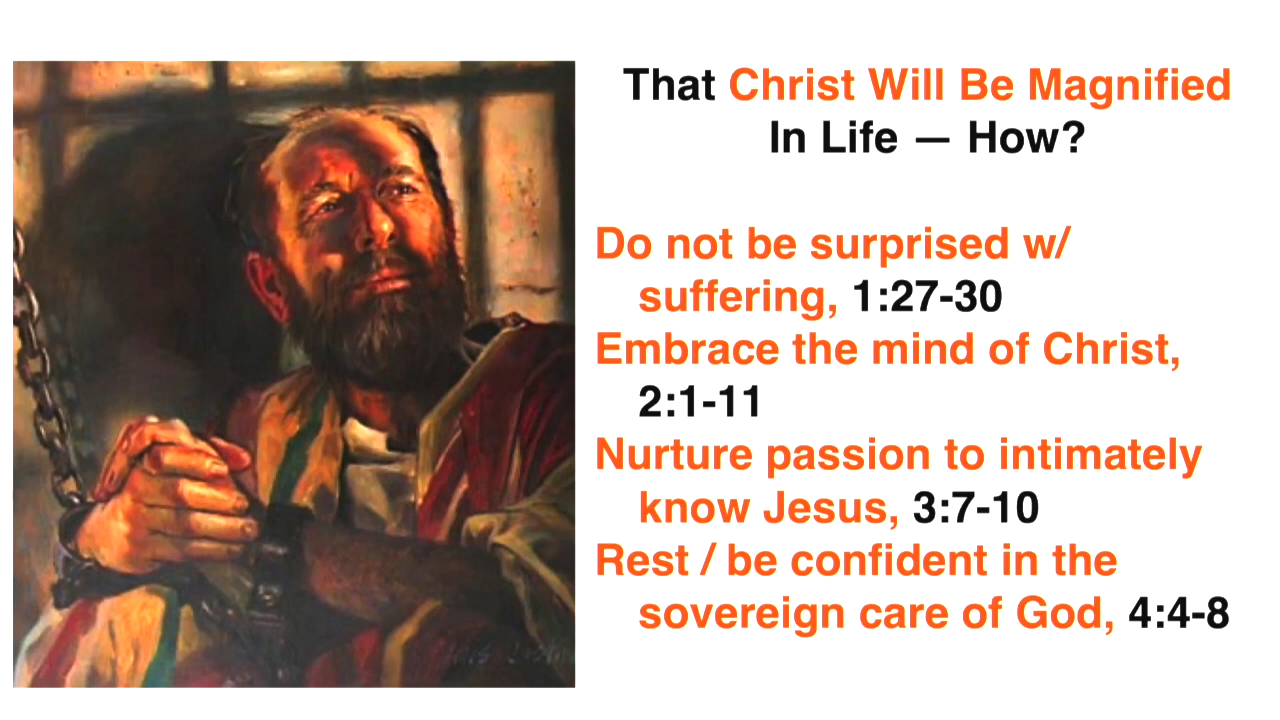 That Christ Will Be Magnified
In Life — How?
Do not be surprised w/
suffering, 1:27-30
Embrace the mind of Christ,
2:1-11
Nurture passion to intimately
know Jesus, 3:7-10
Rest / be confident in the
sovereign care of God, 4:4-8